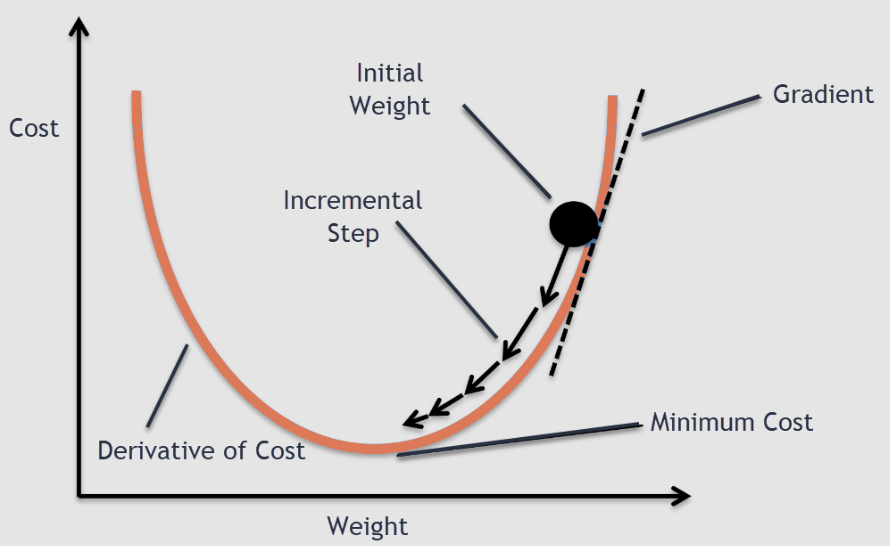 Initial
Weight
Gradient
Cost
Incremental
Step
Minimum Cost
Derivative of Cost
Weight